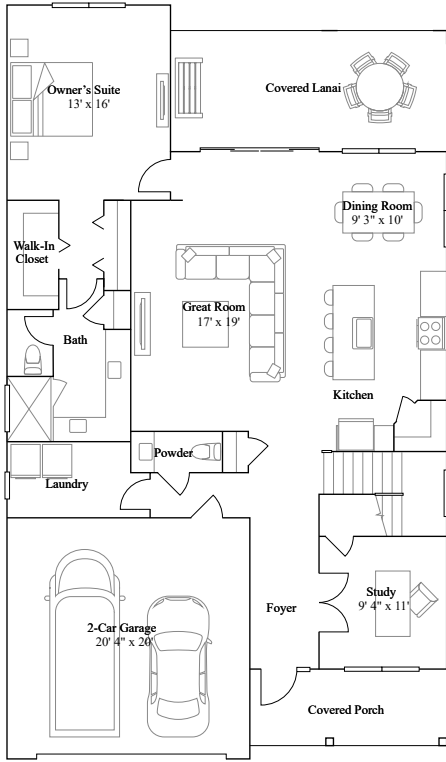 Owner's Suite
13' x 16'
Covered Lanai
Dining Room
9' 3" x 10'
Walk-In
Closet
Great Room
17' x 19'
Bath
Kitchen
Powder
Laundry
Study
9' 4" x 11'
Foyer
2-Car Garage
20' 4" x 20'
Covered Porch